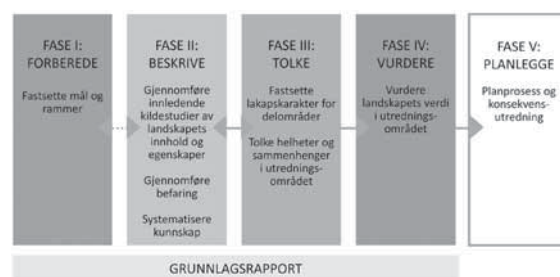 FASE I:
FORBEREDE
Fastsette mål og
rammer
FASE II:
BESKRIVE
Gjennomføre
innledende
kildestudier av
landskapets
innhold og
egenskaper
Gjennomføre
befaring
Systematisere
kunnskap
FASE III:
TOLKE
Fastsette
lakapskarakter for
delområder
Tolke helheter og
sammenhenger
i utrednings-
området
FASE IV:
VURDERE
Vurdere
landskapets verdi
i utrednings-
området
FASE V:
PLANLEGGE
Planprosess og
konsekvens-
utredning
GRUNNLAGSRAPPORT